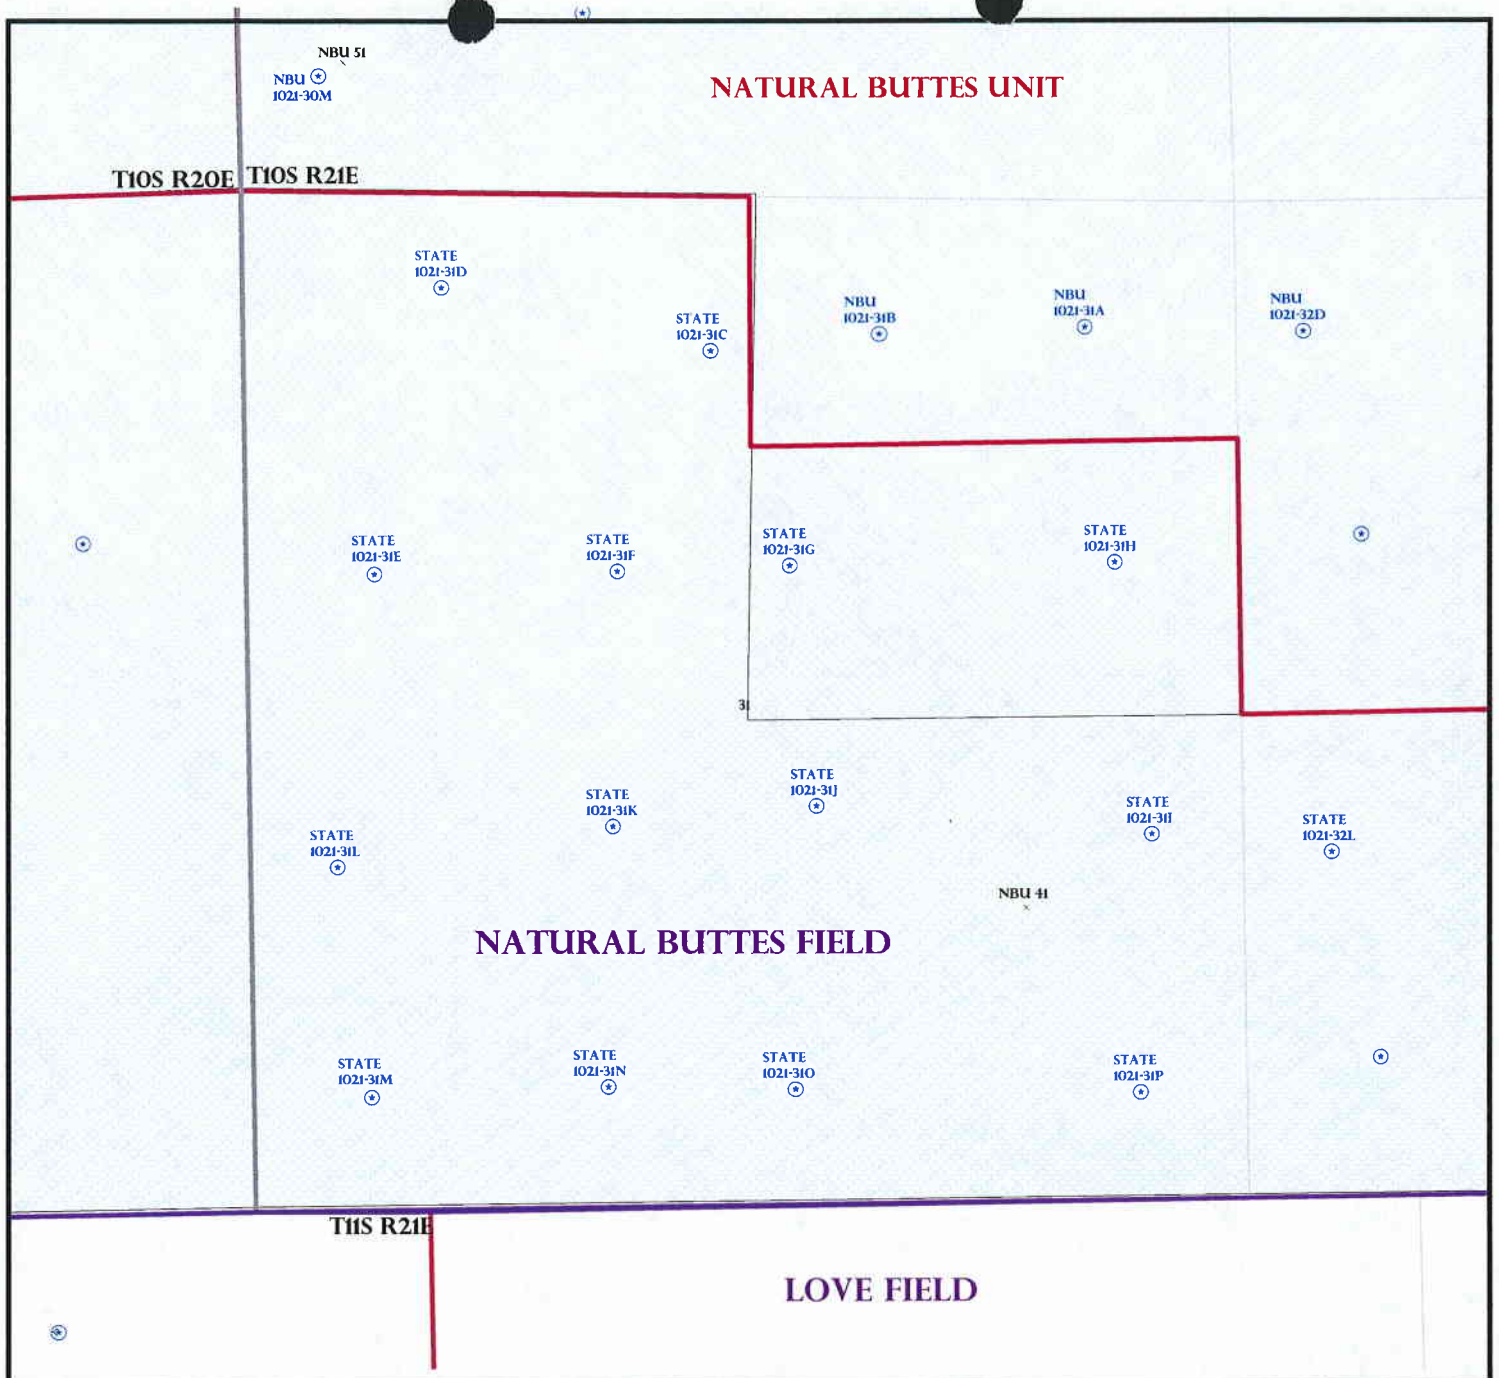 NBU 51
NBU
1021-30M
NATURAL BUTTES UNIT
T10S R20E
T10S R21E
STATE
1021-31D
STATE
1021-31C
NBU
1021-31B
NBU
1021-31A
NBU
1021-32D
STATE
1021-31E
STATE
1021-31F
STATE
1021-31G
STATE
1021-31H
31
STATE
1021-31J
STATE
1021-31K
STATE
1021-31I
STATE
1021-32L
STATE
1021-31L
NBU 41
NATURAL BUTTES FIELD
STATE
1021-31M
STATE
1021-31N
STATE
1021-31O
STATE
1021-31P
T11S R21E
LOVE FIELD